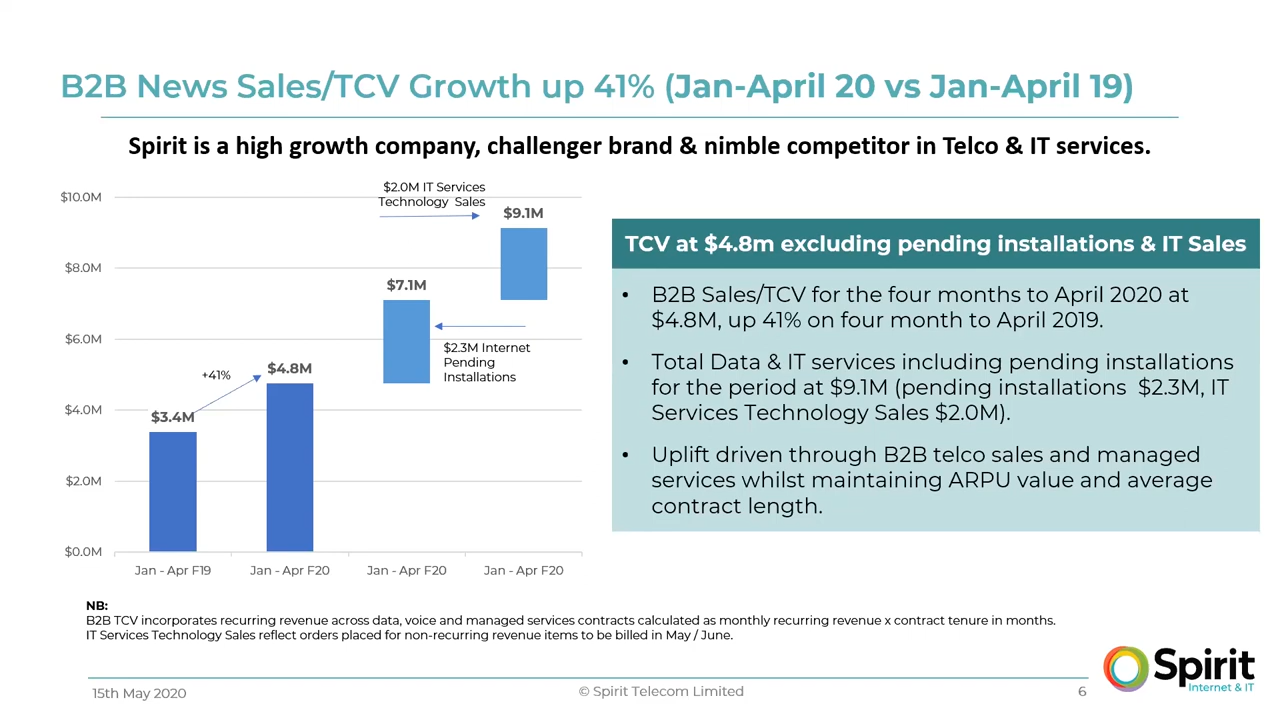 B2B News Sales/TCV Growth up 41% (Jan-April 20 vs Jan-April 19)
Spirit is a high growth company, challenger brand & nimble competitor in Telco & IT services.
$10.0M
$8.0M
$6.0M
$4.0M
$2.0M
$0.0M
$3.4M
+41%
$4.8M
$7.1M
$2.3M Internet
Pending
Installations
$2.0M IT Services
Technology Sales
$9.1M
Jan - Apr F19
Jan - Apr F20
Jan - Apr F20
Jan - Apr F20
TCV at $4.8m excluding pending installations & IT Sales
• B2B Sales/TCV for the four months to April 2020 at
$4.8M, up 41% on four month to April 2019.
• Total Data & IT services including pending installations
for the period at $9.1M (pending installations $2.3M, IT
Services Technology Sales $2.0M).
• Uplift driven through B2B telco sales and managed
services whilst maintaining ARPU value and average
contract length.
NB:
B2B TCV incorporates recurring revenue across data, voice and managed services contracts calculated as monthly recurring revenue x contract tenure in months.
IT Services Technology Sales reflect orders placed for non-recurring revenue items to be billed in May / June.
15th May 2020
© Spirit Telecom Limited
6
Spirit
Internet & IT